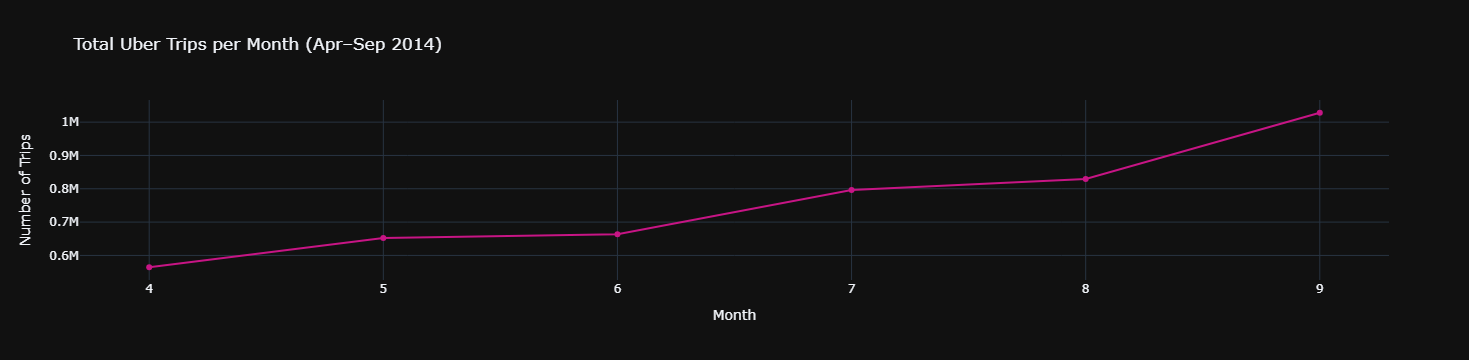 Total Uber Trips per Month (Apr–Sep 2014)
Number of Trips
1M
0.9M
0.8M
0.7M
0.6M
4 5 6 7 8 9
Month